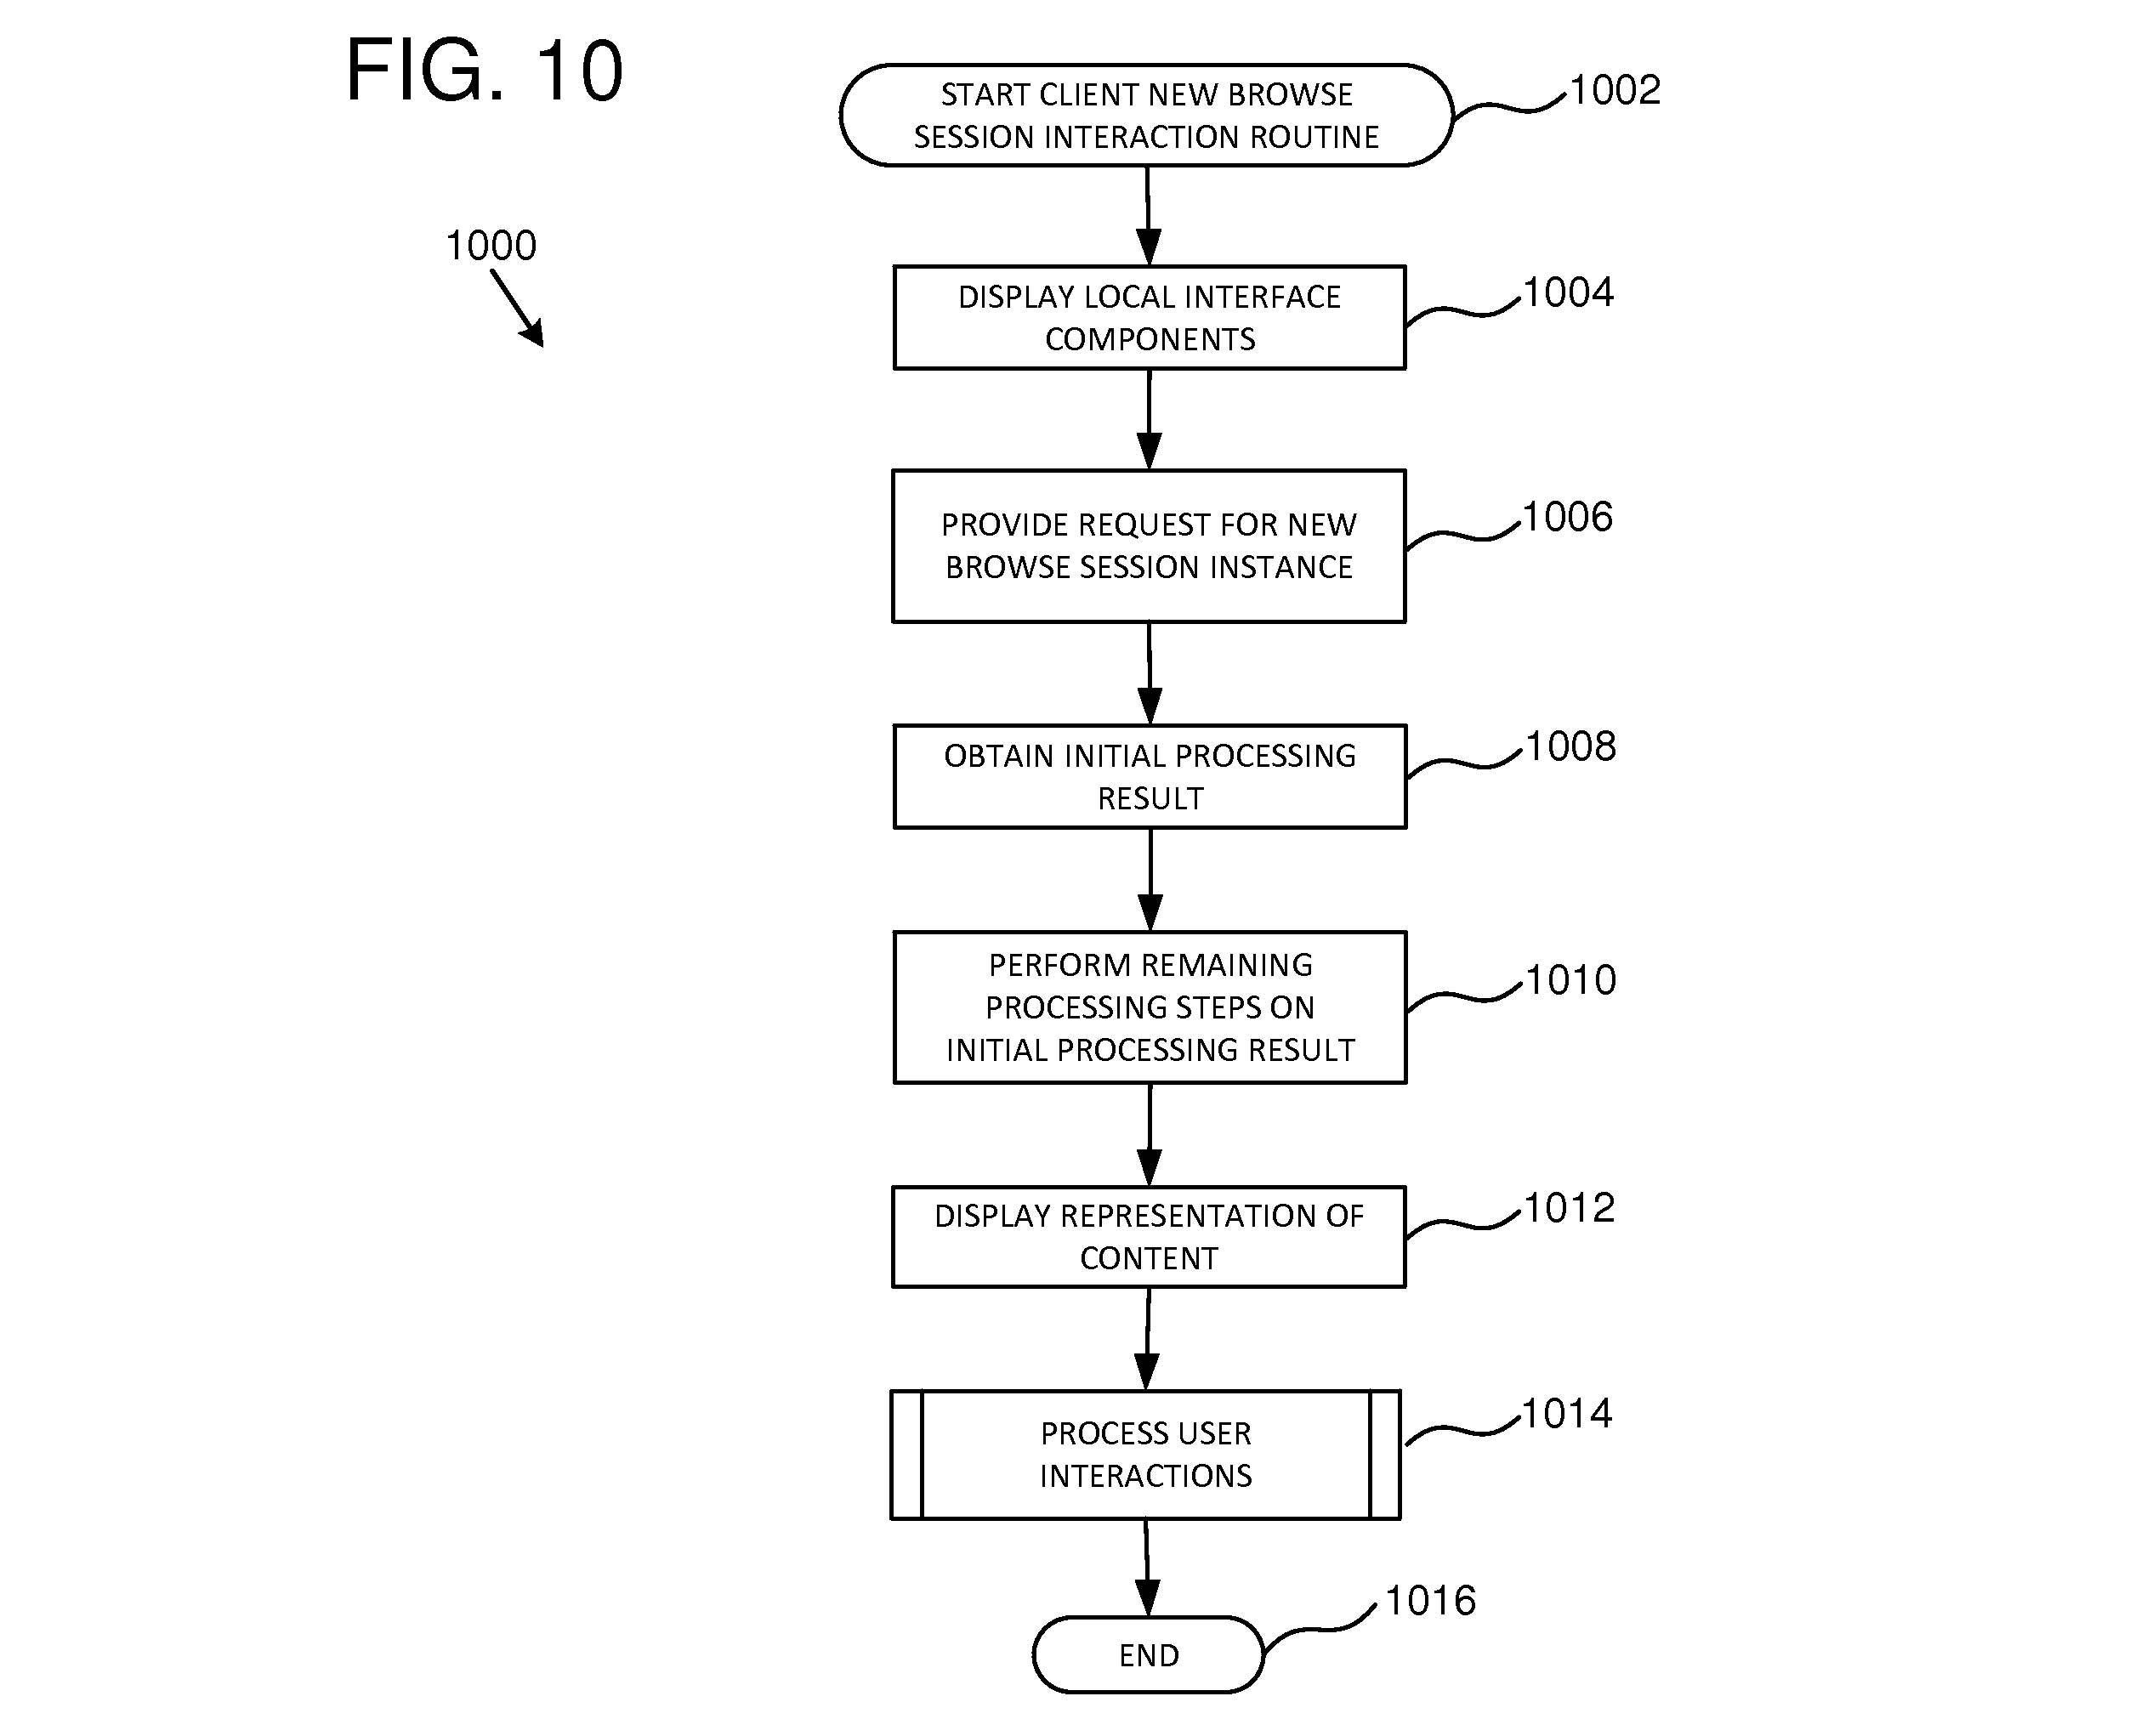 FIG. 10
START CLIENT NEW BROWSE
SESSION INTERACTION ROUTINE
1002
1000
DISPLAY LOCAL INTERFACE
COMPONENTS
1004
PROVIDE REQUEST FOR NEW
BROWSE SESSION INSTANCE
1006
OBTAIN INITIAL PROCESSING
RESULT
1008
PERFORM REMAINING
PROCESSING STEPS ON
INITIAL PROCESSING RESULT
1010
DISPLAY REPRESENTATION OF
CONTENT
1012
PROCESS USER
INTERACTIONS
1014
END
1016